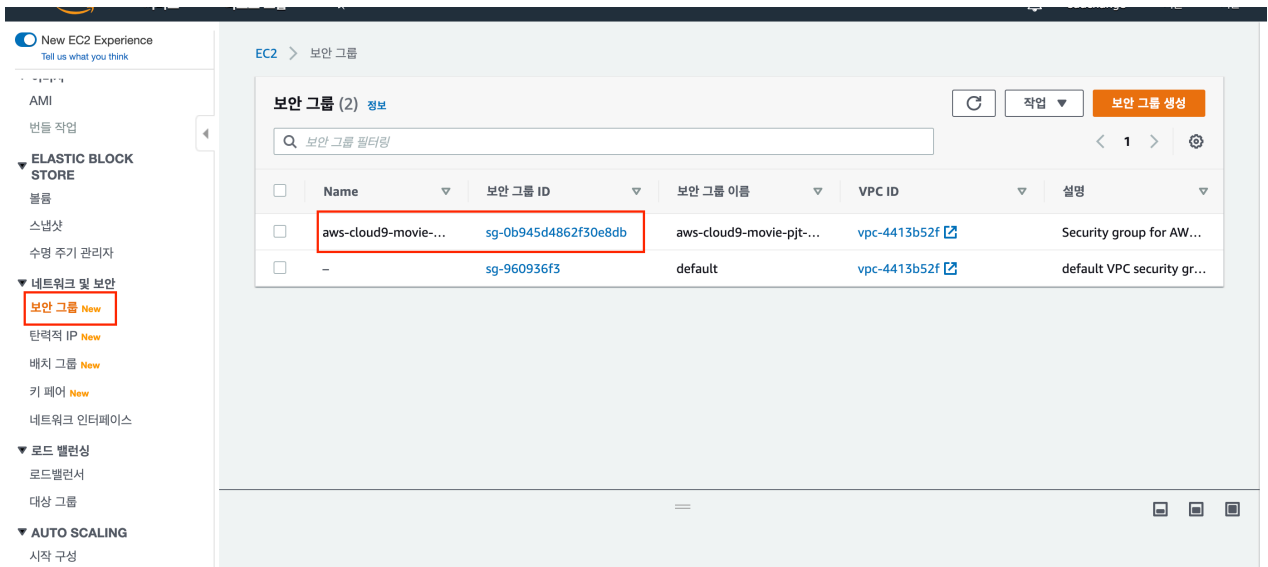 New EC2 Experience
Tell us what you think
AMI
번들 작업
ELASTIC BLOCK
STORE
볼륨
스냅샷
수명 주기 관리자
네트워크 및 보안
보안 그룹 New
탄력적 IP New
배치 그룹 New
키 페어 New
네트워크 인터페이스
로드 밸런싱
로드밸런서
대상 그룹
AUTO SCALING
시작 구성
EC2 > 보안 그룹
보안 그룹 (2) 정보
작업
보안 그룹 생성
보안 그룹 필터링
< 1 >
Name 보안 그룹 ID 보안 그룹 이름 VPC ID 설명
aws-cloud9-movie-... sg-0b945d4862f30e8db aws-cloud9-movie-pjt-... vpc-4413b52f Security group for AW...
– sg-960936f3 default vpc-4413b52f default VPC security gr...